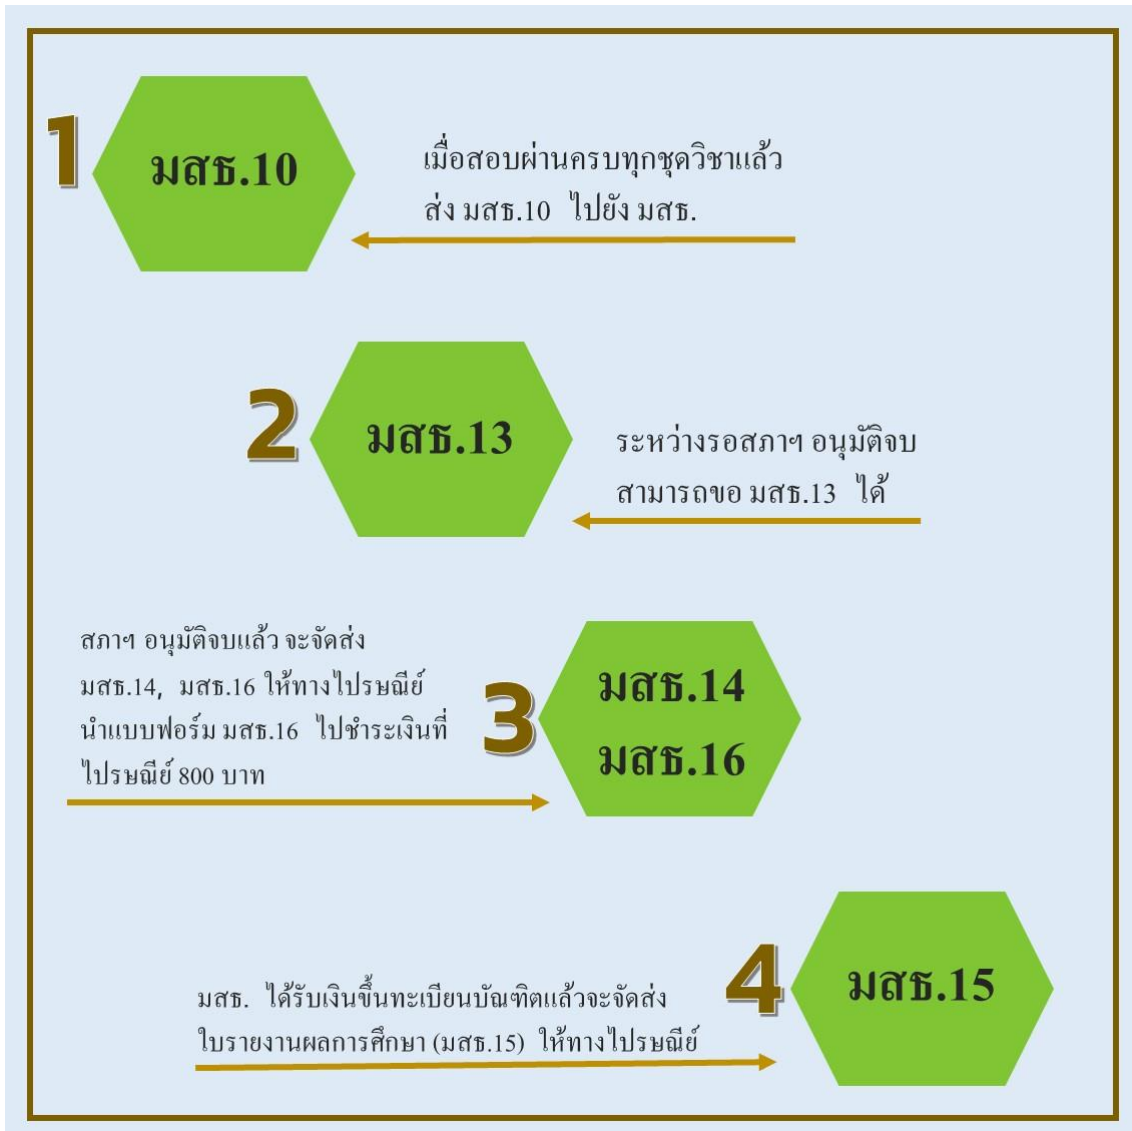 1
มสธ.10
เมื่อสอบผ่านครบทุกชุดวิชาแล้ว
ส่ง มสธ.10 ไปยัง มสธ.
2
มสธ.13
ระหว่างรอสภาฯ อนุมัติจบ
สามารถขอ มสธ.13 ได้
สภาฯ อนุมัติจบแล้ว จะจัดส่ง
มสธ.14, มสธ.16 ให้ทางไปรษณีย์
นำแบบฟอร์ม มสธ.16 ไปชำระเงินที่
ไปรษณีย์ 800 บาท
3
มสธ.14
มสธ.16
มสธ. ได้รับเงินขึ้นทะเบียนบัณฑิตแล้วจะจัดส่ง
ใบรายงานผลการศึกษา (มสธ.15) ให้ทางไปรษณีย์
4
มสธ.15